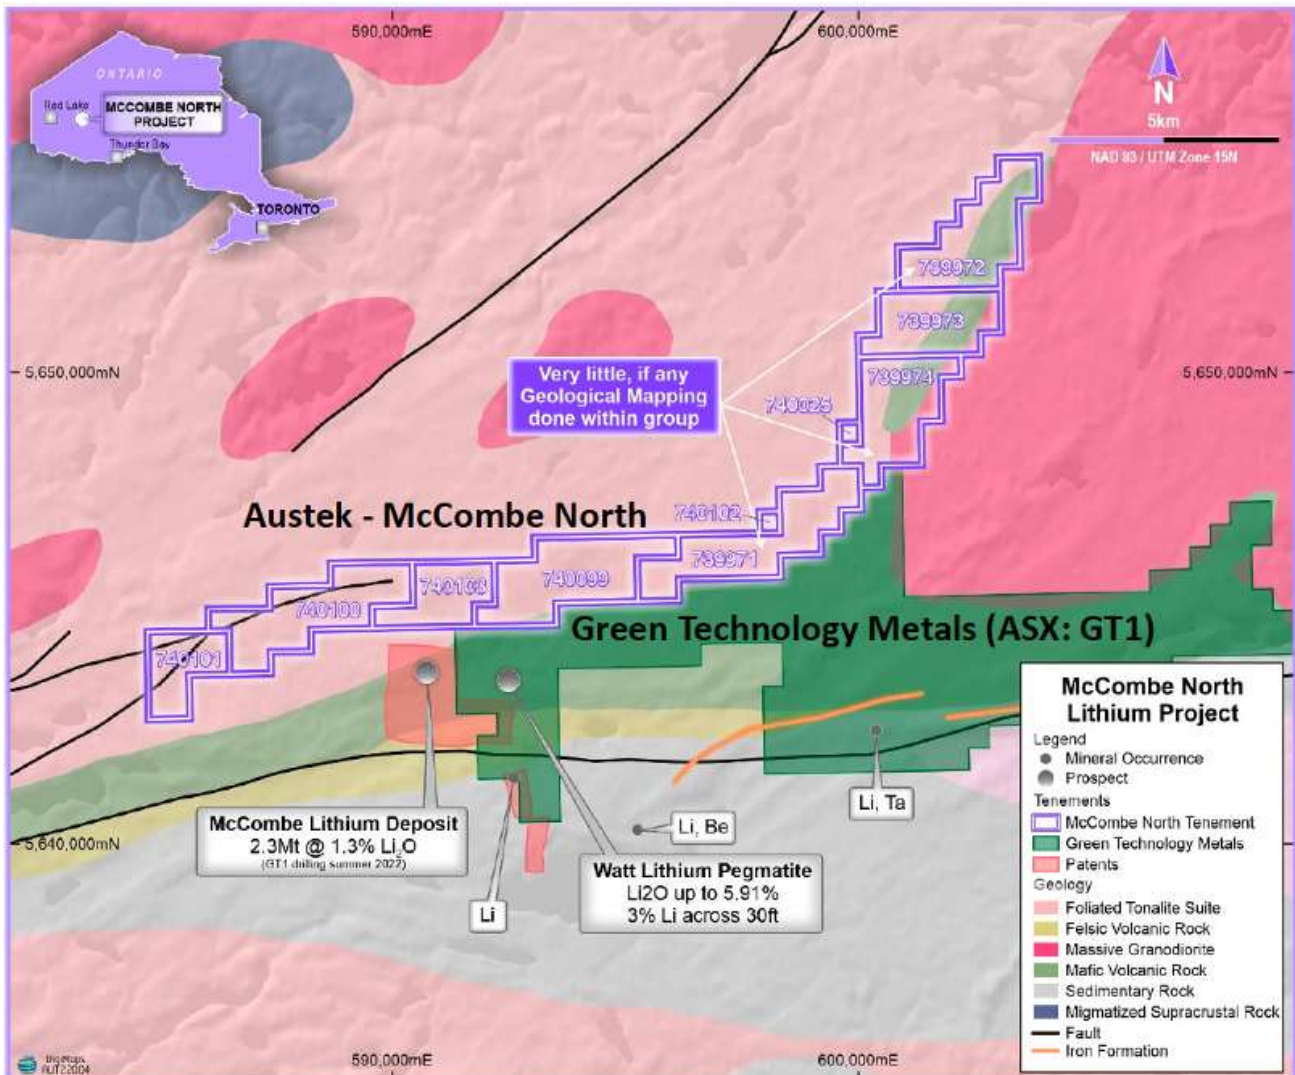 590,000mE
600,000mE
ONTARIO
Red Lake
MCCOMBE NORTH
PROJECT
Thunder Bay
TORONTO
N
5km
NAD 83 / UTM Zone 15N
739972
739973
5,650,000mN
5,650,000mN
Very little, if any
Geological Mapping
done within group
739974
740025
Austek - McCombe North
740102
739971
740099
740103
740100
740101
Green Technology Metals (ASX: GT1)
McCombe North
Lithium Project
Legend
Mineral Occurrence
Prospect
Tenements
McCombe North Tenement
Green Technology Metals
Patents
Geology
Foliated Tonalite Suite
Felsic Volcanic Rock
Massive Granodiorite
Mafic Volcanic Rock
Sedimentary Rock
Migmatized Supracrustal Rock
Fault
Iron Formation
Li, Ta
McCombe Lithium Deposit
2.3Mt @ 1.3% Li2O
(GT1 drilling summer 2022)
5,640,000mN
Li, Be
Watt Lithium Pegmatite
Li2O up to 5.91%
3% Li across 30ft
Li
590,000mE
600,000mE